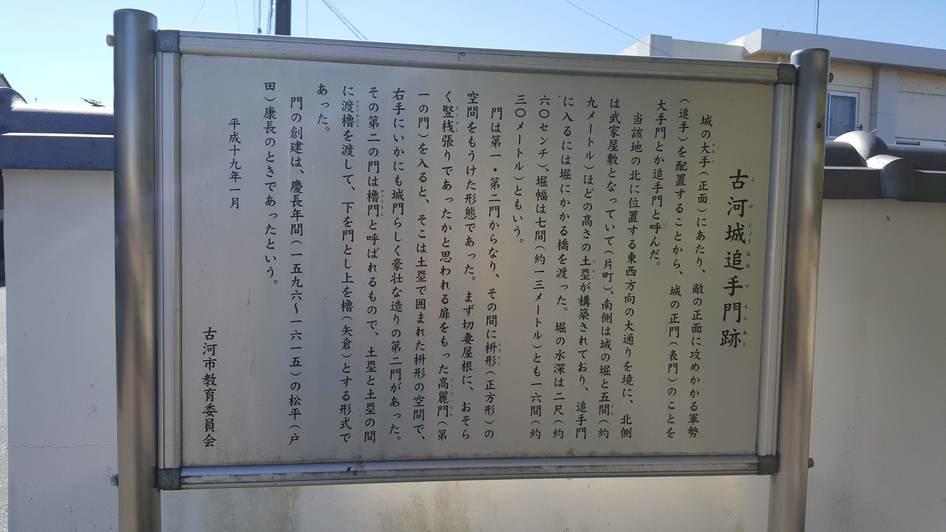 古河城追手門跡
こがじょうおうてもんあと
城の大手(正面)にあたり、敵の正面に攻めかかる軍勢
(追手)を配置することから、城の正門(表門)のことを
大手門とか追手門と呼んだ。
当該地の北に位置する東西方向の大通りを境に、北側
は武家屋敷となっていて(片町)、南側は城の堀と五間(約
九メートル)ほどの高さの土塁が構築されており、追手門
に入るには堀にかかる橋を渡った。堀の水深は二尺(約
六〇センチ)、堀幅は七間(約一三メートル)とも一六間(約
三〇メートル)ともいう。
門は第一・第二門からなり、その間に枡形(正方形)の
空間をもうけた形態であった。まず切妻屋根に、おそら
く竪桟張りであったかと思われる扉をもった高麗門(第
一の門)を入ると、そこは土塁で囲まれた枡形の空間で、
右手にいかにも城門らしく豪壮な造りの第二門があった。
その第二の門は櫓門と呼ばれるもので、土塁と土塁の間
に渡櫓を渡して、下を門とし上を櫓(矢倉)とする形式で
あった。
門の創建は、慶長年間(一五九六〜一六一五)の松平(戸
田)康長のときであったという。
平成十九年一月
古河市教育委員会